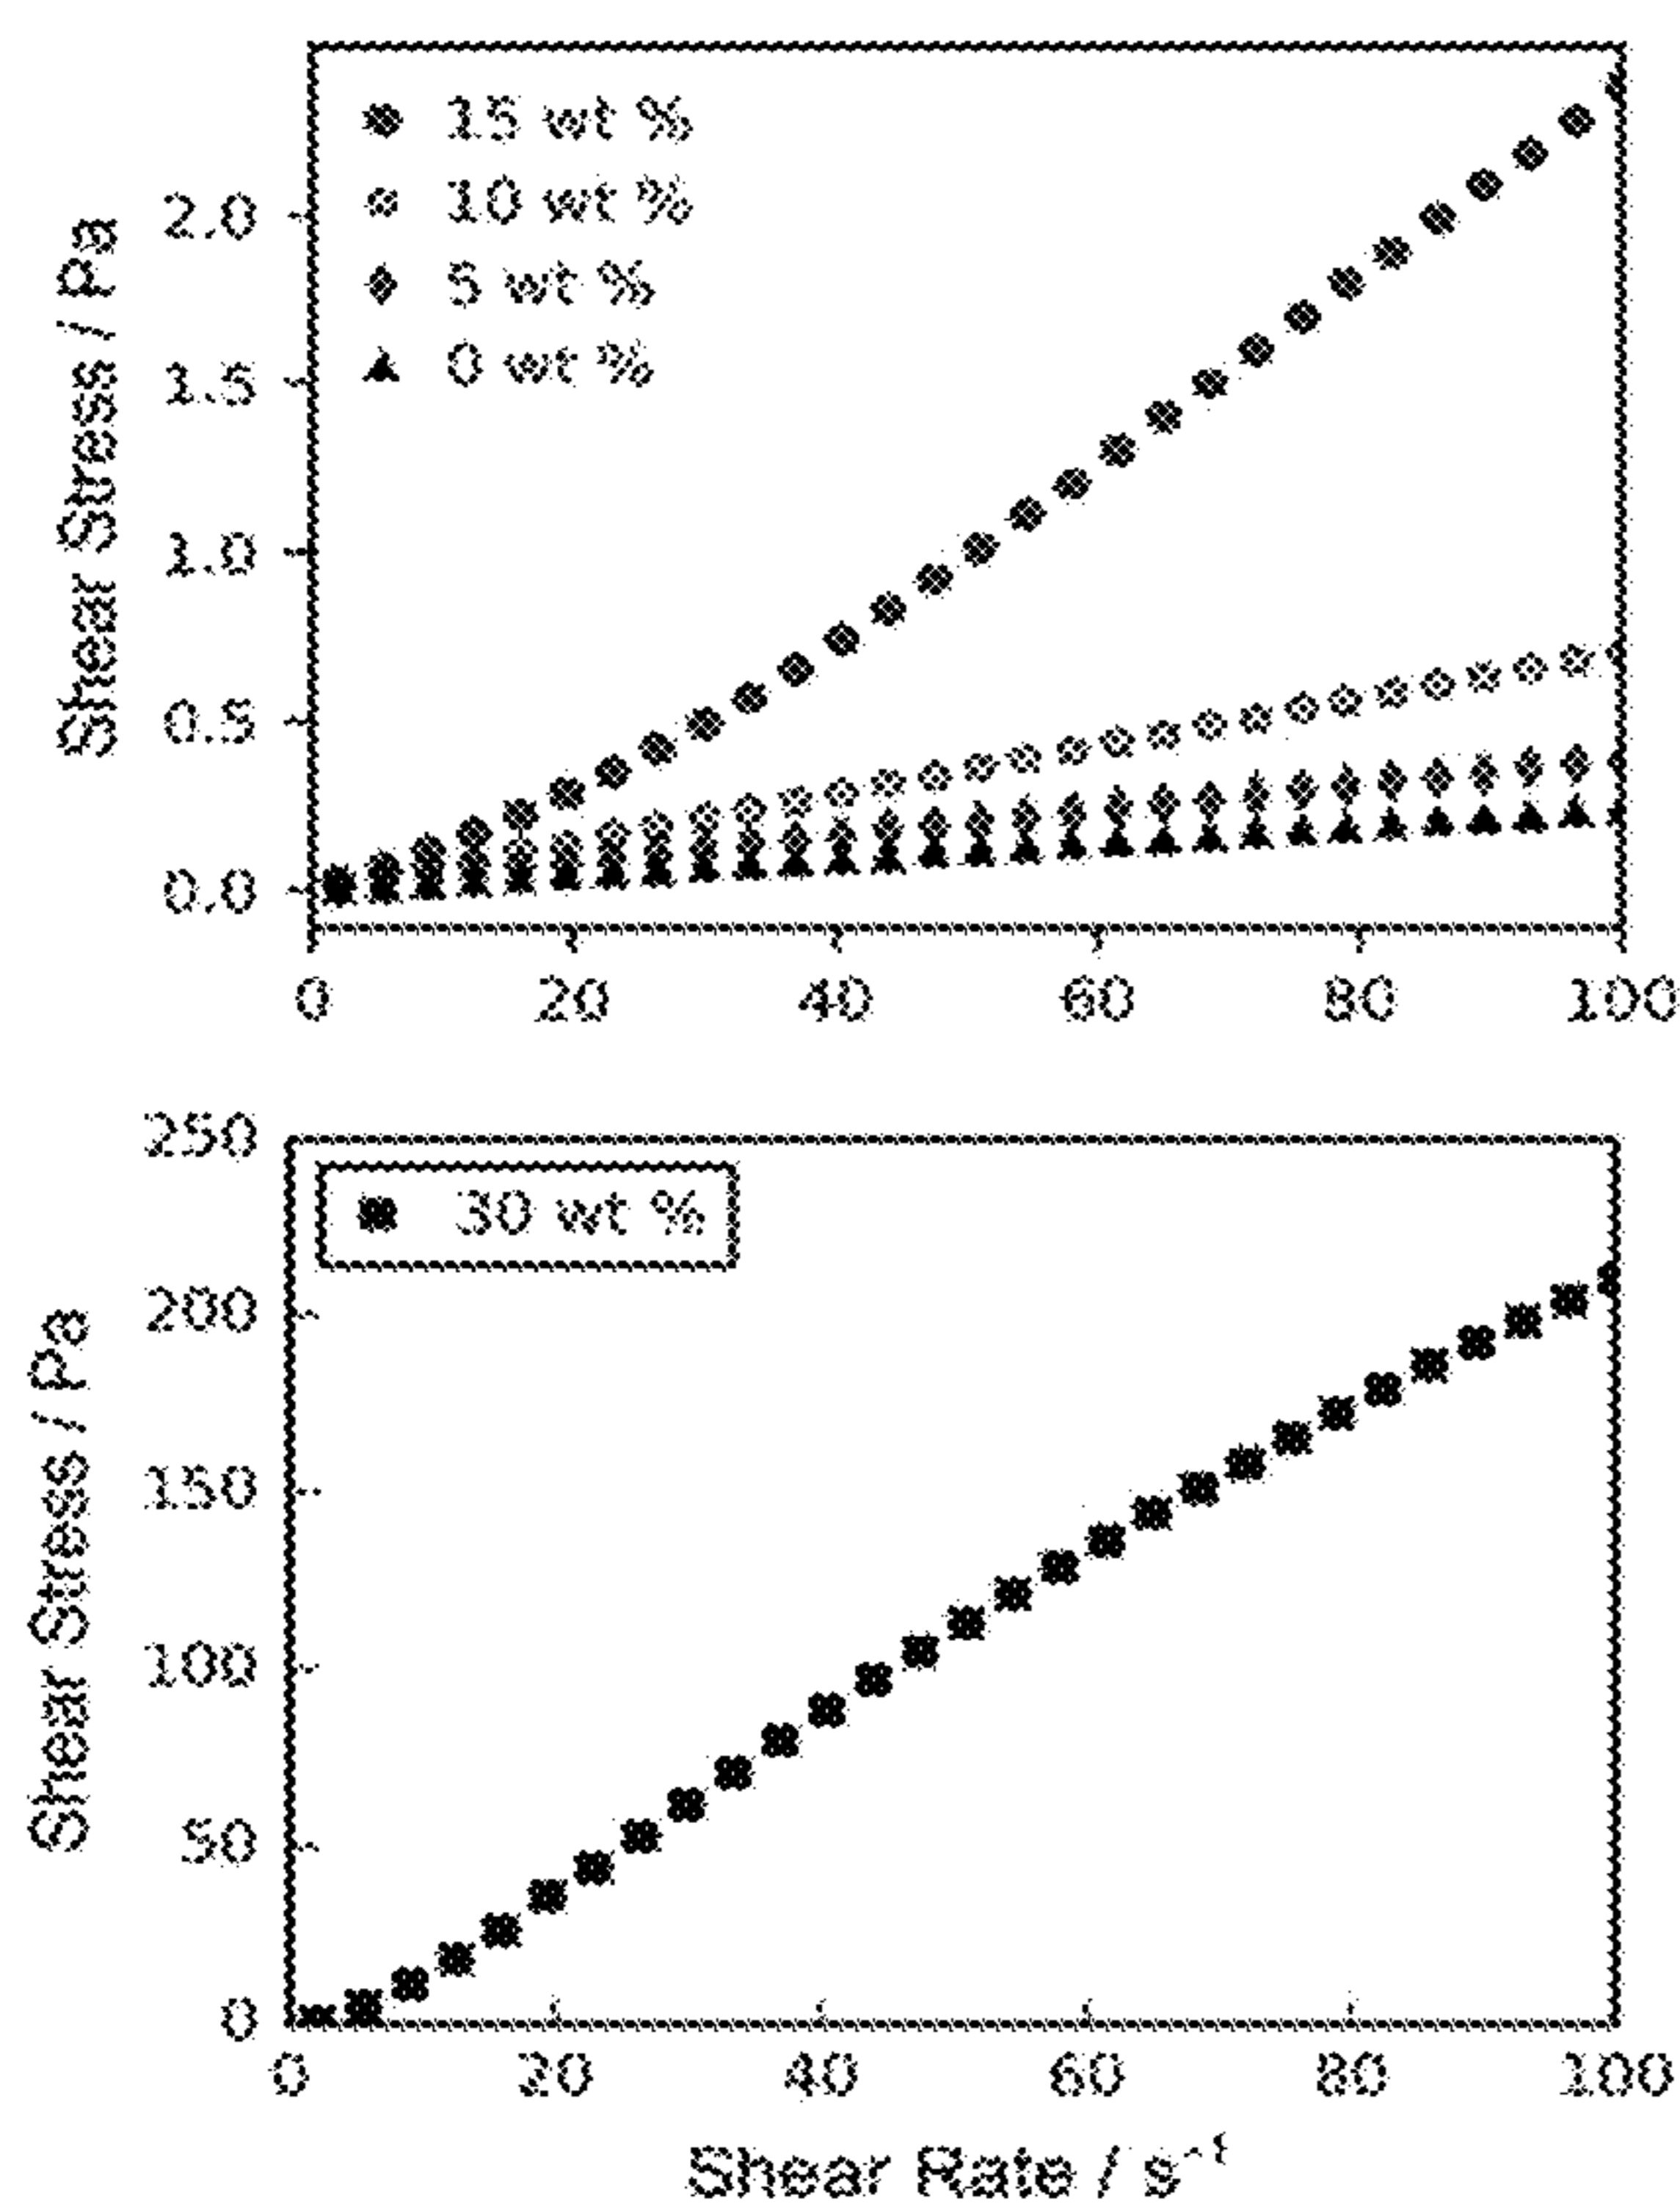 15 wt %
10 wt %
5 wt %
0 wt %
Shear Stress / Pa
2.0
1.5
1.0
0.5
0.0
0 20 40 60 80 100
30 wt %
Shear Stress / Pa
250
200
150
100
50
0
0 20 40 60 80 100
Shear Rate / s⁻¹